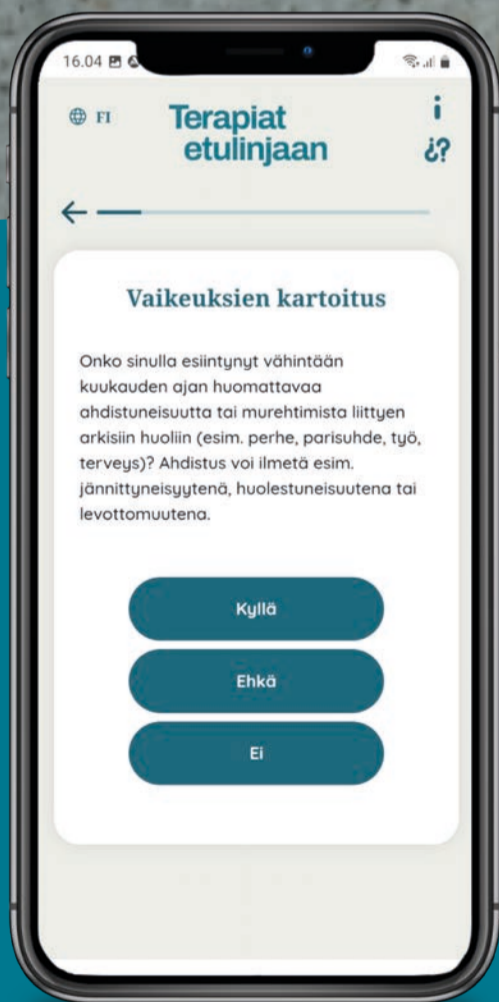 16.04
FI
Terapiat
etulinjaan
i
¿?
Vaikeuksien kartoitus
Onko sinulla esiintynyt vähintään
kuukauden ajan huomattavaa
ahdistuneisuutta tai murehtimista liittyen
arkisiin huoliin (esim. perhe, parisuhde, työ,
terveys)? Ahdistus voi ilmetä esim.
jännittyneisyytenä, huolestuneisuutena tai
levottomuutena.
Kyllä
Ehkä
Ei